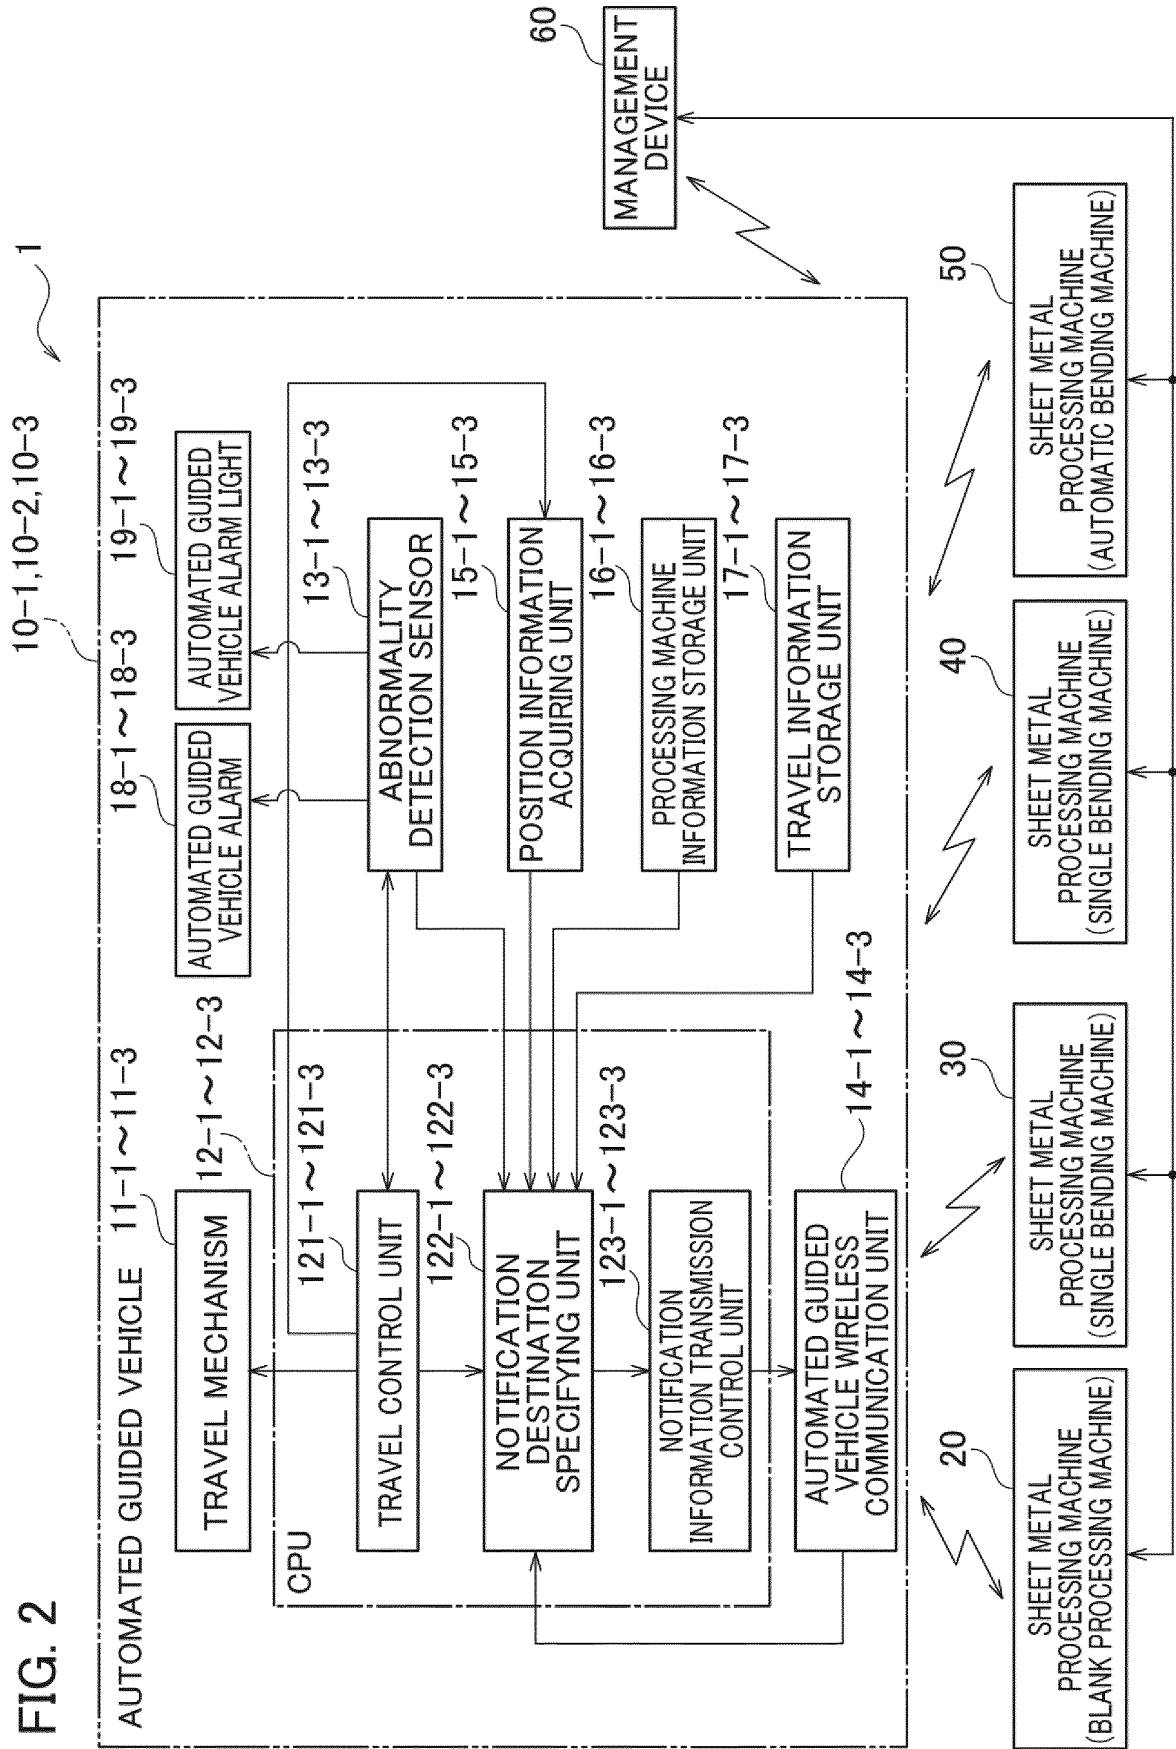 FIG. 2
1
10-1,10-2,10-3
AUTOMATED GUIDED VEHICLE
11-1~11-3
TRAVEL MECHANISM
18-1~18-3
AUTOMATED GUIDED
VEHICLE ALARM
19-1~19-3
AUTOMATED GUIDED
VEHICLE ALARM LIGHT
12-1~12-3
CPU
121-1~121-3
TRAVEL CONTROL UNIT
122-1~122-3
NOTIFICATION
DESTINATION
SPECIFYING UNIT
123-1~123-3
NOTIFICATION
INFORMATION TRANSMISSION
CONTROL UNIT
14-1~14-3
AUTOMATED GUIDED
VEHICLE WIRELESS
COMMUNICATION UNIT
13-1~13-3
ABNORMALITY
DETECTION SENSOR
15-1~15-3
POSITION INFORMATION
ACQUIRING UNIT
16-1~16-3
PROCESSING MACHINE
INFORMATION STORAGE UNIT
17-1~17-3
TRAVEL INFORMATION
STORAGE UNIT
60
MANAGEMENT
DEVICE
20
SHEET METAL
PROCESSING MACHINE
(BLANK PROCESSING MACHINE)
30
SHEET METAL
PROCESSING MACHINE
(SINGLE BENDING MACHINE)
40
SHEET METAL
PROCESSING MACHINE
(SINGLE BENDING MACHINE)
50
SHEET METAL
PROCESSING MACHINE
(AUTOMATIC BENDING MACHINE)